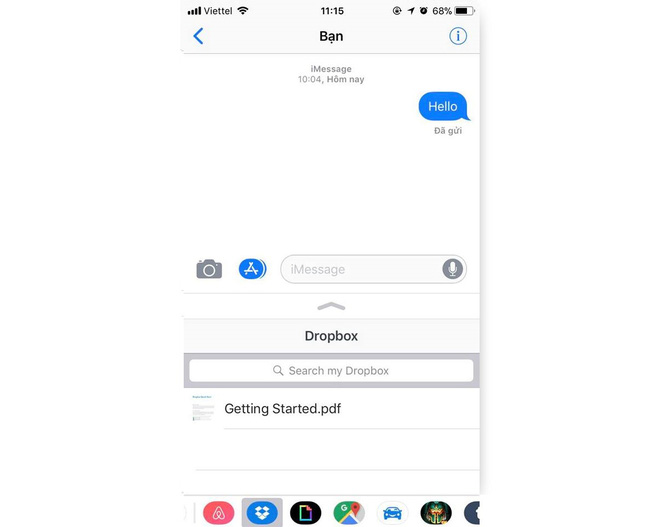 Viettel 11:15 68%
Bạn
iMessage
10:04, Hôm nay
Hello
Đã gửi
iMessage
Dropbox
Search my Dropbox
Getting Started.pdf